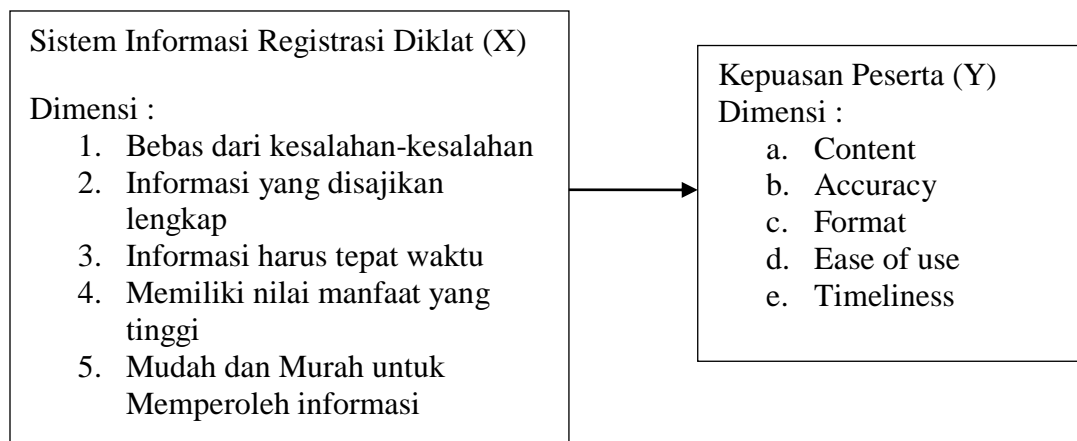 Sistem Informasi Registrasi Diklat (X)
Dimensi :
1. Bebas dari kesalahan-kesalahan
2. Informasi yang disajikan
lengkap
3. Informasi harus tepat waktu
4. Memiliki nilai manfaat yang
tinggi
5. Mudah dan Murah untuk
Memperoleh informasi
Kepuasan Peserta (Y)
Dimensi :
a. Content
b. Accuracy
c. Format
d. Ease of use
e. Timeliness